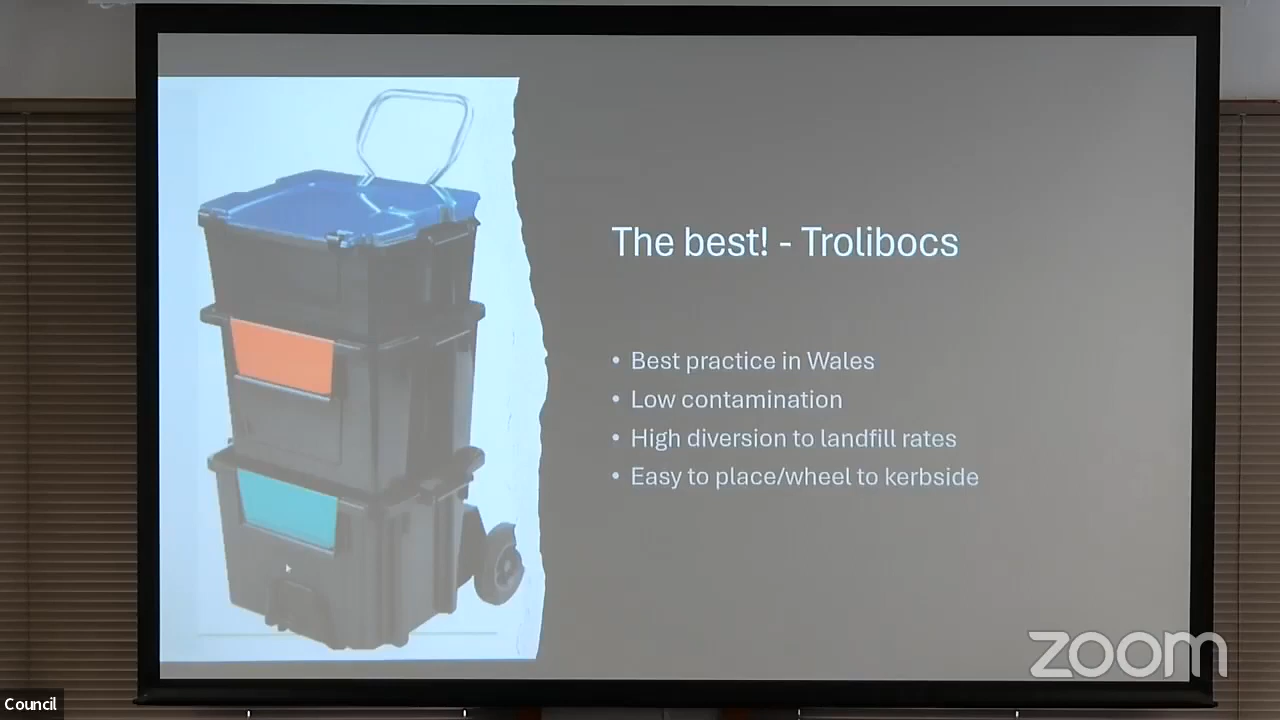 The best! - Trolibocs
• Best practice in Wales
• Low contamination
• High diversion to landfill rates
• Easy to place/wheel to kerbside
zoom
Council